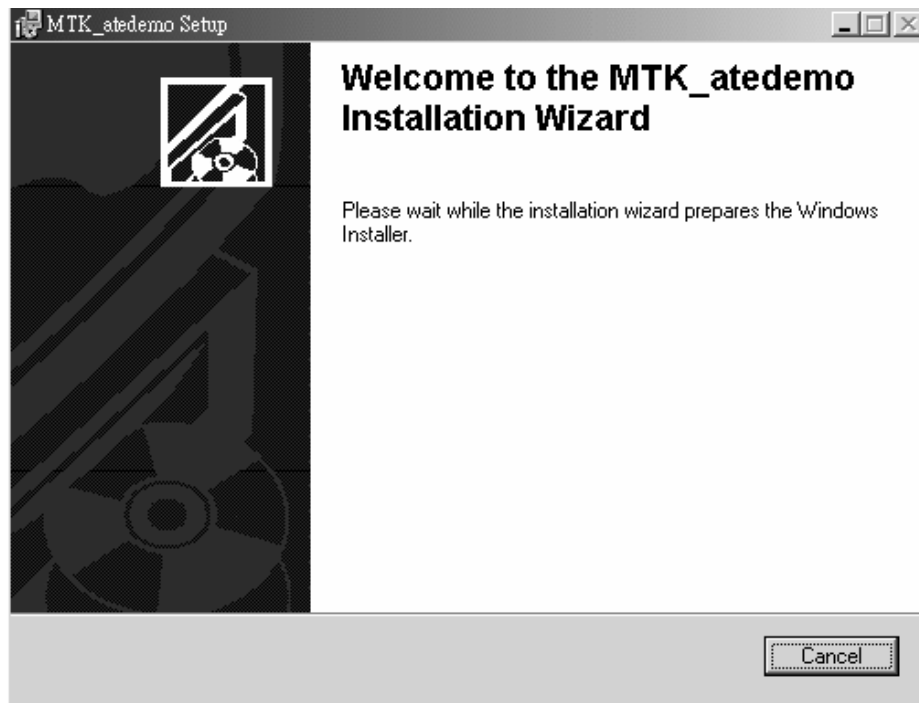 MTK_atedemo Setup
Welcome to the MTK_atedemo
Installation Wizard
Please wait while the installation wizard prepares the Windows
Installer.
Cancel